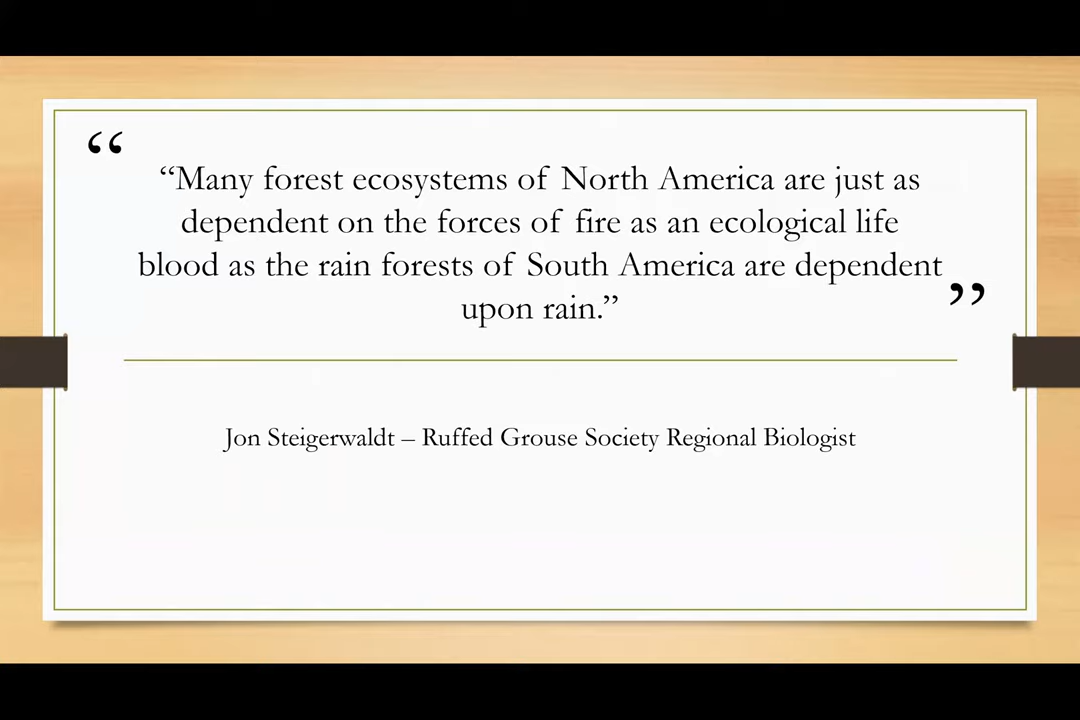 “Many forest ecosystems of North America are just as
dependent on the forces of fire as an ecological life
blood as the rain forests of South America are dependent
upon rain.”
Jon Steigerwaldt – Ruffed Grouse Society Regional Biologist